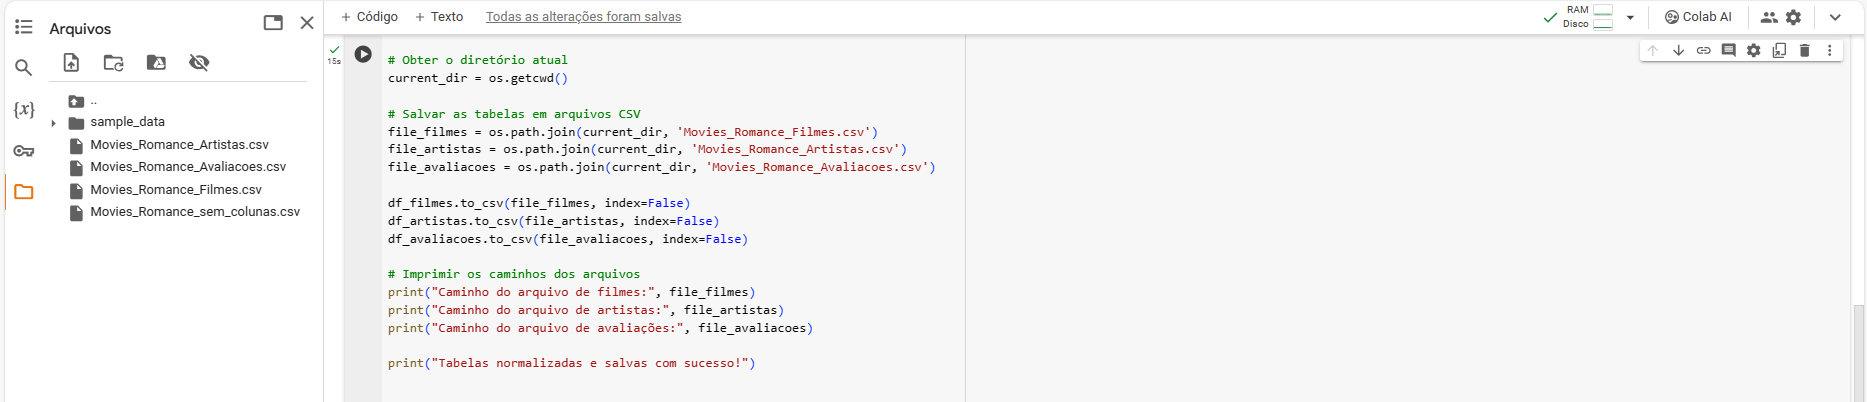 Arquivos
..
sample_data
Movies_Romance_Artistas.csv
Movies_Romance_Avaliacoes.csv
Movies_Romance_Filmes.csv
Movies_Romance_sem_colunas.csv
+ Código + Texto Todas as alterações foram salvas
RAM
Disco
Colab AI
15s
# Obter o diretório atual
current_dir = os.getcwd()
# Salvar as tabelas em arquivos CSV
file_filmes = os.path.join(current_dir, 'Movies_Romance_Filmes.csv')
file_artistas = os.path.join(current_dir, 'Movies_Romance_Artistas.csv')
file_avaliacoes = os.path.join(current_dir, 'Movies_Romance_Avaliacoes.csv')
df_filmes.to_csv(file_filmes, index=False)
df_artistas.to_csv(file_artistas, index=False)
df_avaliacoes.to_csv(file_avaliacoes, index=False)
# Imprimir os caminhos dos arquivos
print("Caminho do arquivo de filmes:", file_filmes)
print("Caminho do arquivo de artistas:", file_artistas)
print("Caminho do arquivo de avaliações:", file_avaliacoes)
print("Tabelas normalizadas e salvas com sucesso!")